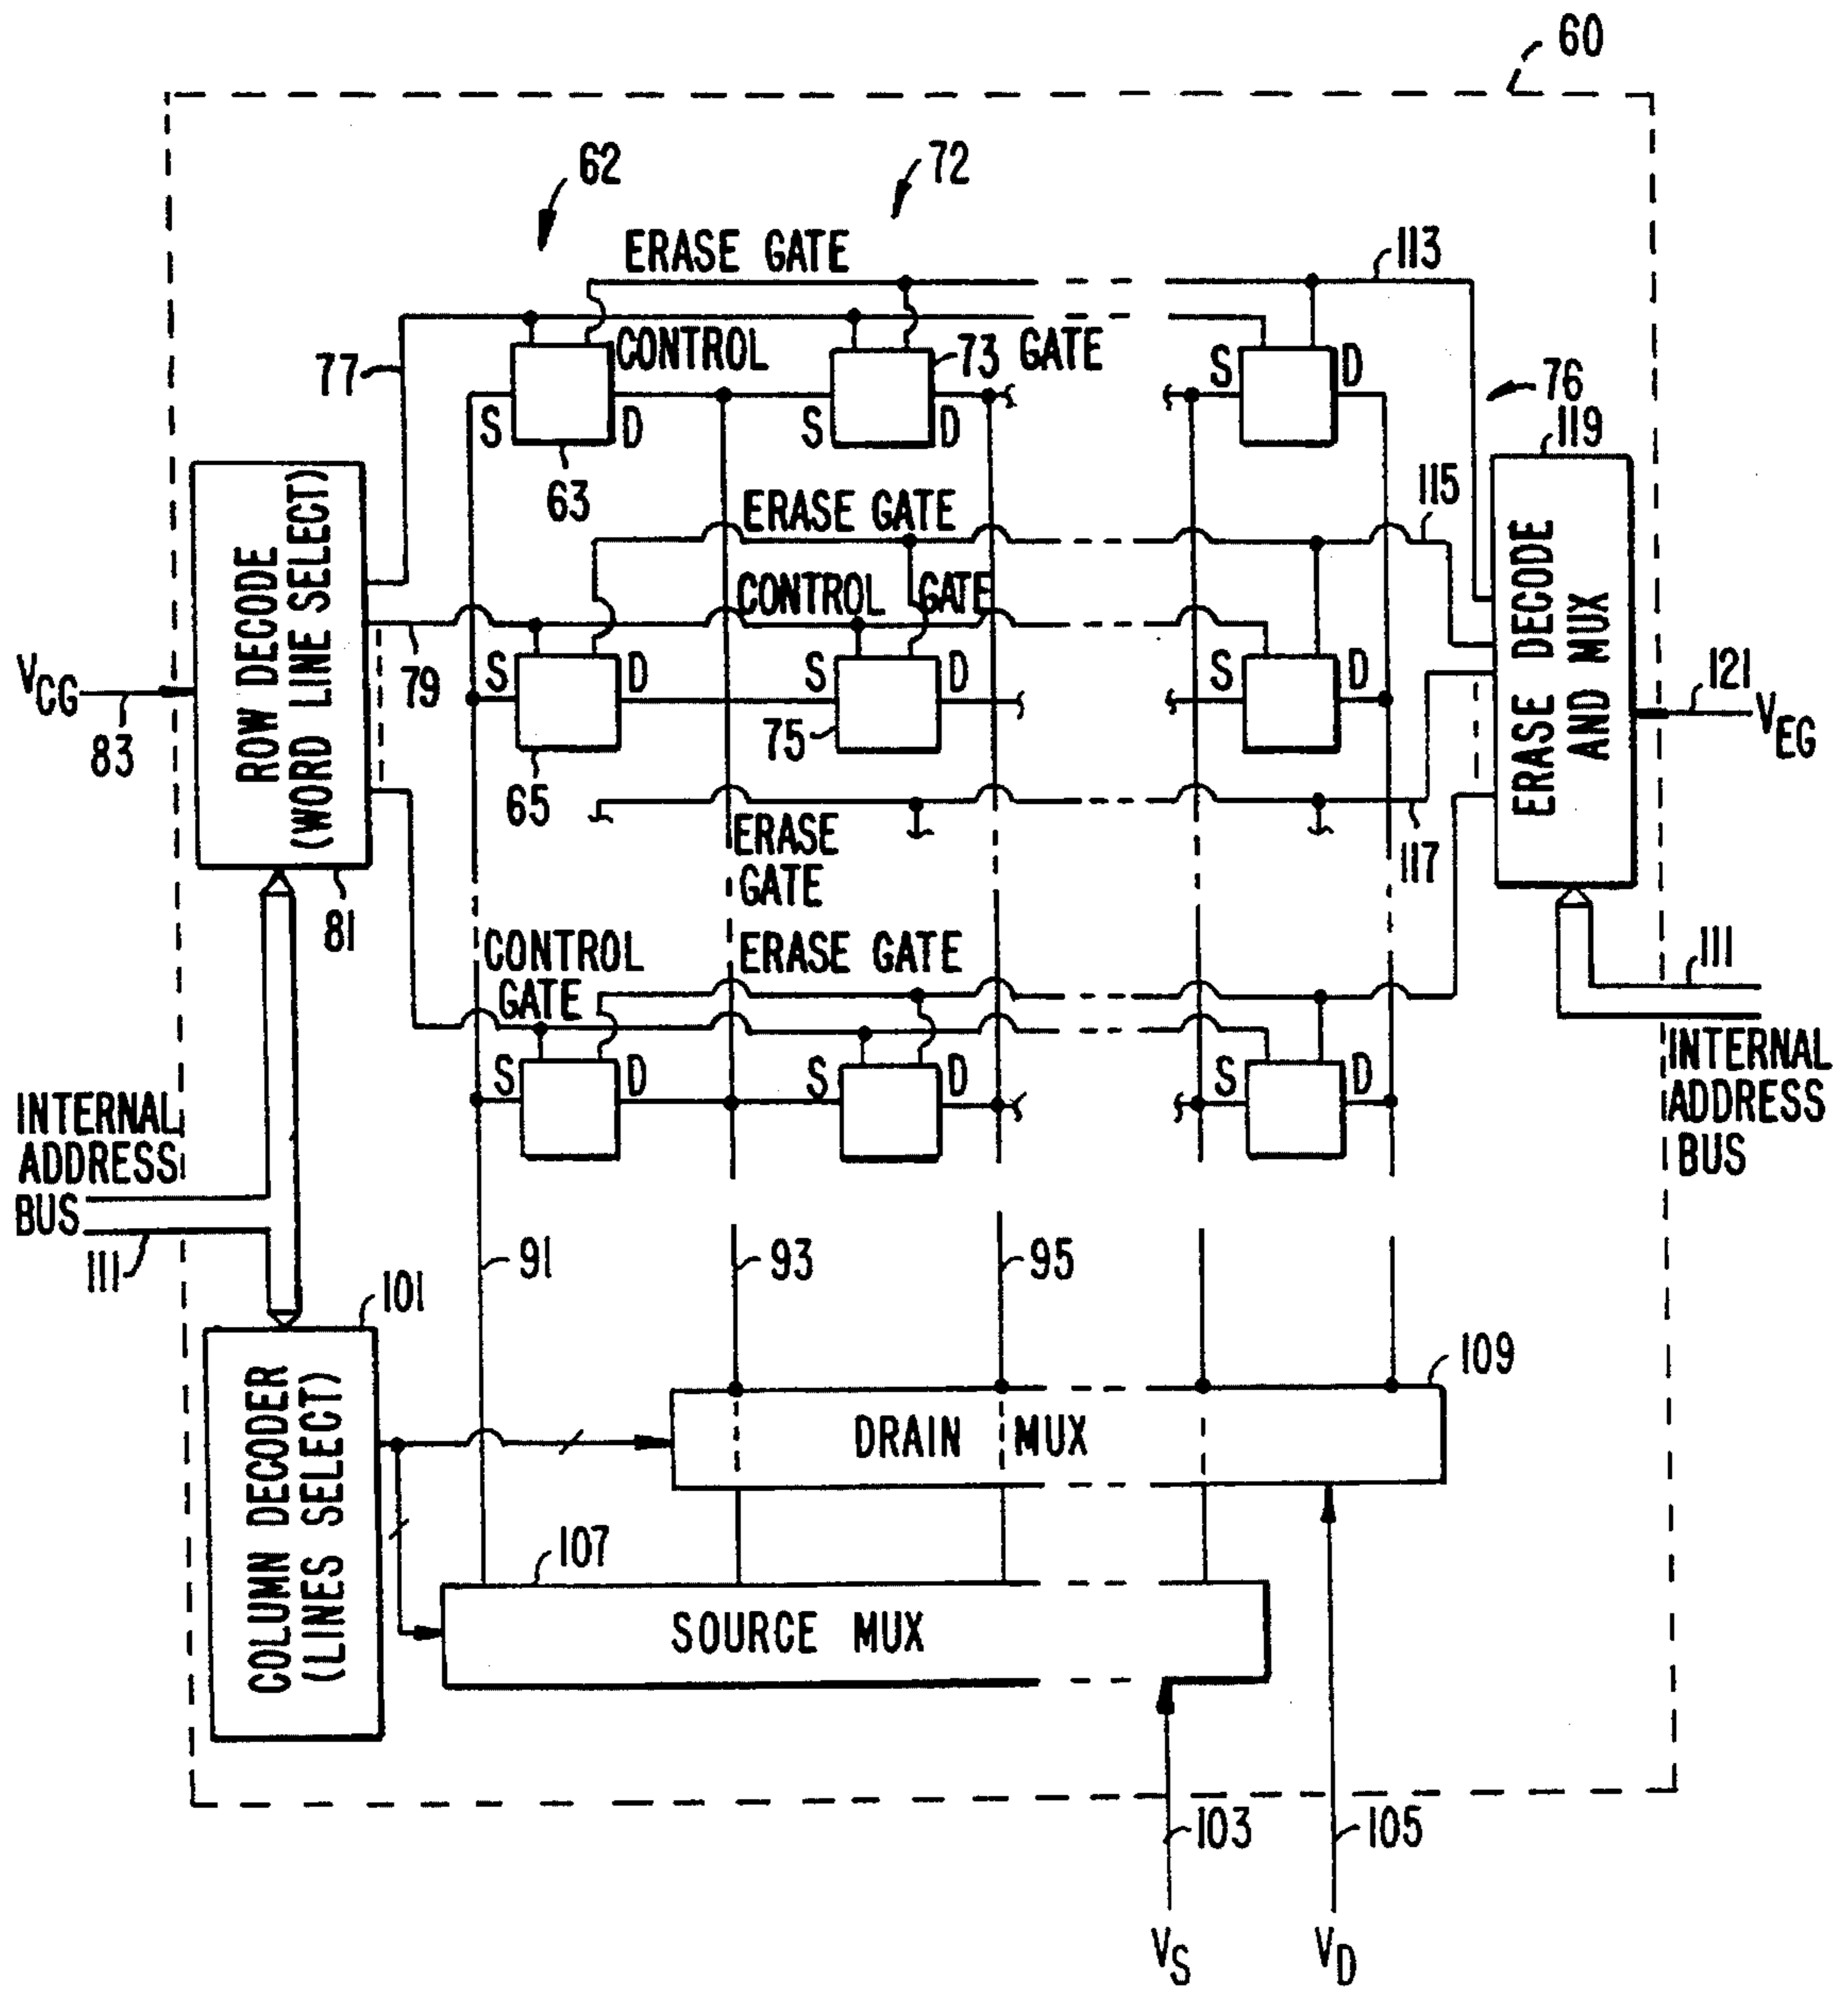 60
62
72
ERASE GATE
113
77
CONTROL
73
GATE
S
D
76
S
D
S
D
119
63
ERASE GATE
115
ROW DECODE
(WORD LINE SELECT)
CONTROL GATE
ERASE DECODE
AND MUX
VCG
83
79
S
D
S
D
S
D
121
VEG
75
65
ERASE
GATE
117
81
CONTROL
GATE
ERASE GATE
111
S
D
S
D
S
D
INTERNAL
ADDRESS
BUS
INTERNAL
ADDRESS
BUS
111
91
93
95
101
109
COLUMN DECODER
(LINES SELECT)
DRAIN MUX
107
SOURCE MUX
103
105
VS
VD